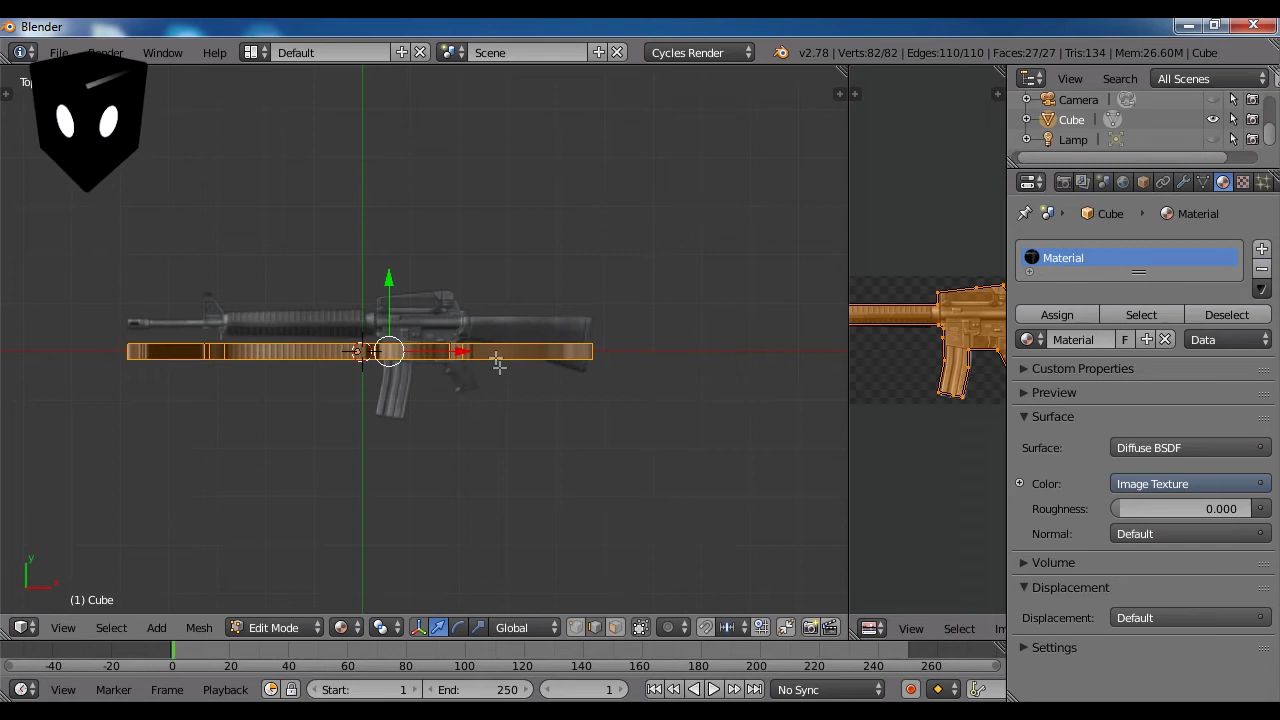 Blender
File Render Window Help Default Scene Cycles Render v2.78 | Verts:82/82 | Edges:110/110 | Faces:27/27 | Tris:134 | Mem:26.60M | Cube
View Search All Scenes
Camera
Cube
Lamp
Cube Material
Material
Assign Select Deselect
Material F Data
Custom Properties
Preview
Surface
Surface: Diffuse BSDF
Color: Image Texture
Roughness: 0.000
Normal: Default
Volume
Displacement
Displacement: Default
Settings
y
x
(1) Cube
View Select Add Mesh Edit Mode Global View Select
-40 -20 0 20 40 60 80 100 120 140 160 180 200 220 240 260
View Marker Frame Playback Start: 1 End: 250 1 No Sync